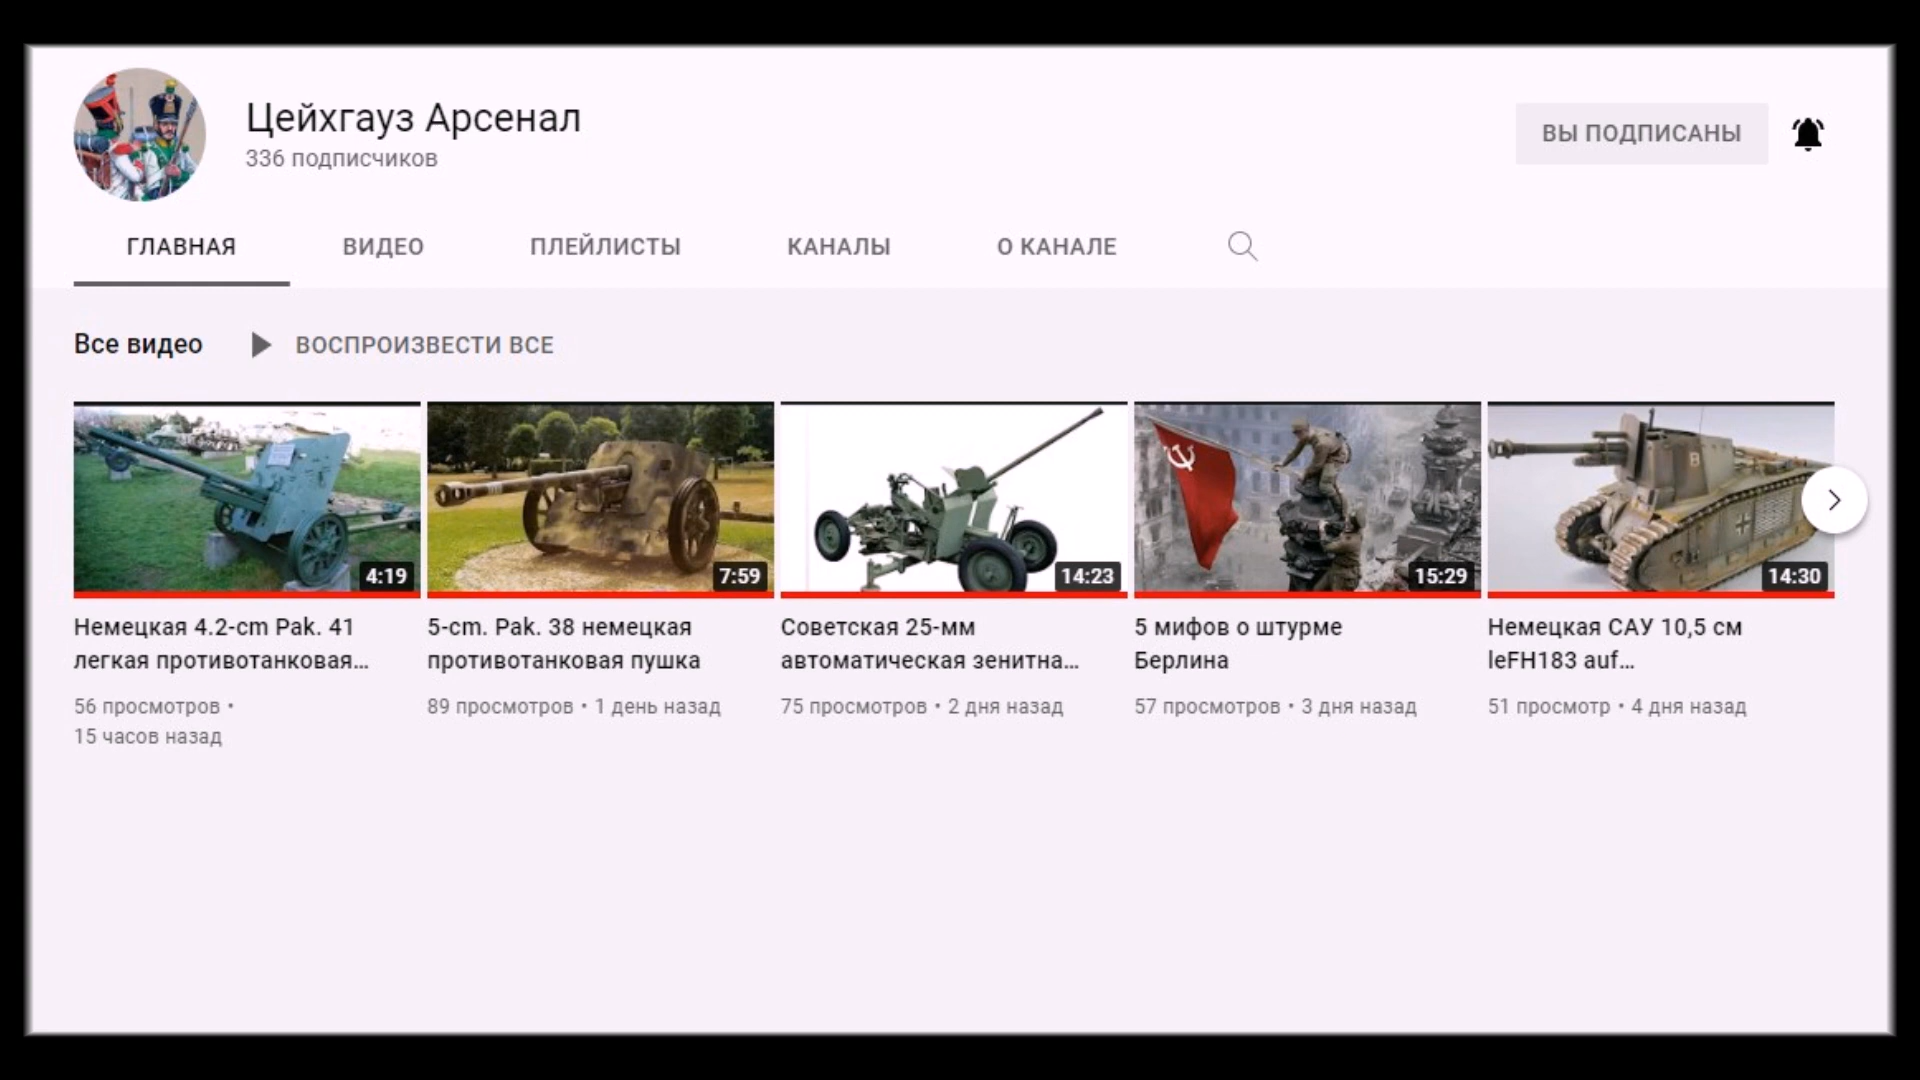 Цейхгауз Арсенал
336 подписчиков
ВЫ ПОДПИСАНЫ
ГЛАВНАЯ
ВИДЕО
ПЛЕЙЛИСТЫ
КАНАЛЫ
О КАНАЛЕ
Все видео
ВОСПРОИЗВЕСТИ ВСЕ
4:19
Немецкая 4.2-cm Pak. 41
легкая противотанковая...
56 просмотров •
15 часов назад
7:59
5-cm. Pak. 38 немецкая
противотанковая пушка
89 просмотров • 1 день назад
14:23
Советская 25-мм
автоматическая зенитна...
75 просмотров • 2 дня назад
15:29
5 мифов о штурме
Берлина
57 просмотров • 3 дня назад
B
14:30
Немецкая САУ 10,5 см
leFH183 auf...
51 просмотр • 4 дня назад